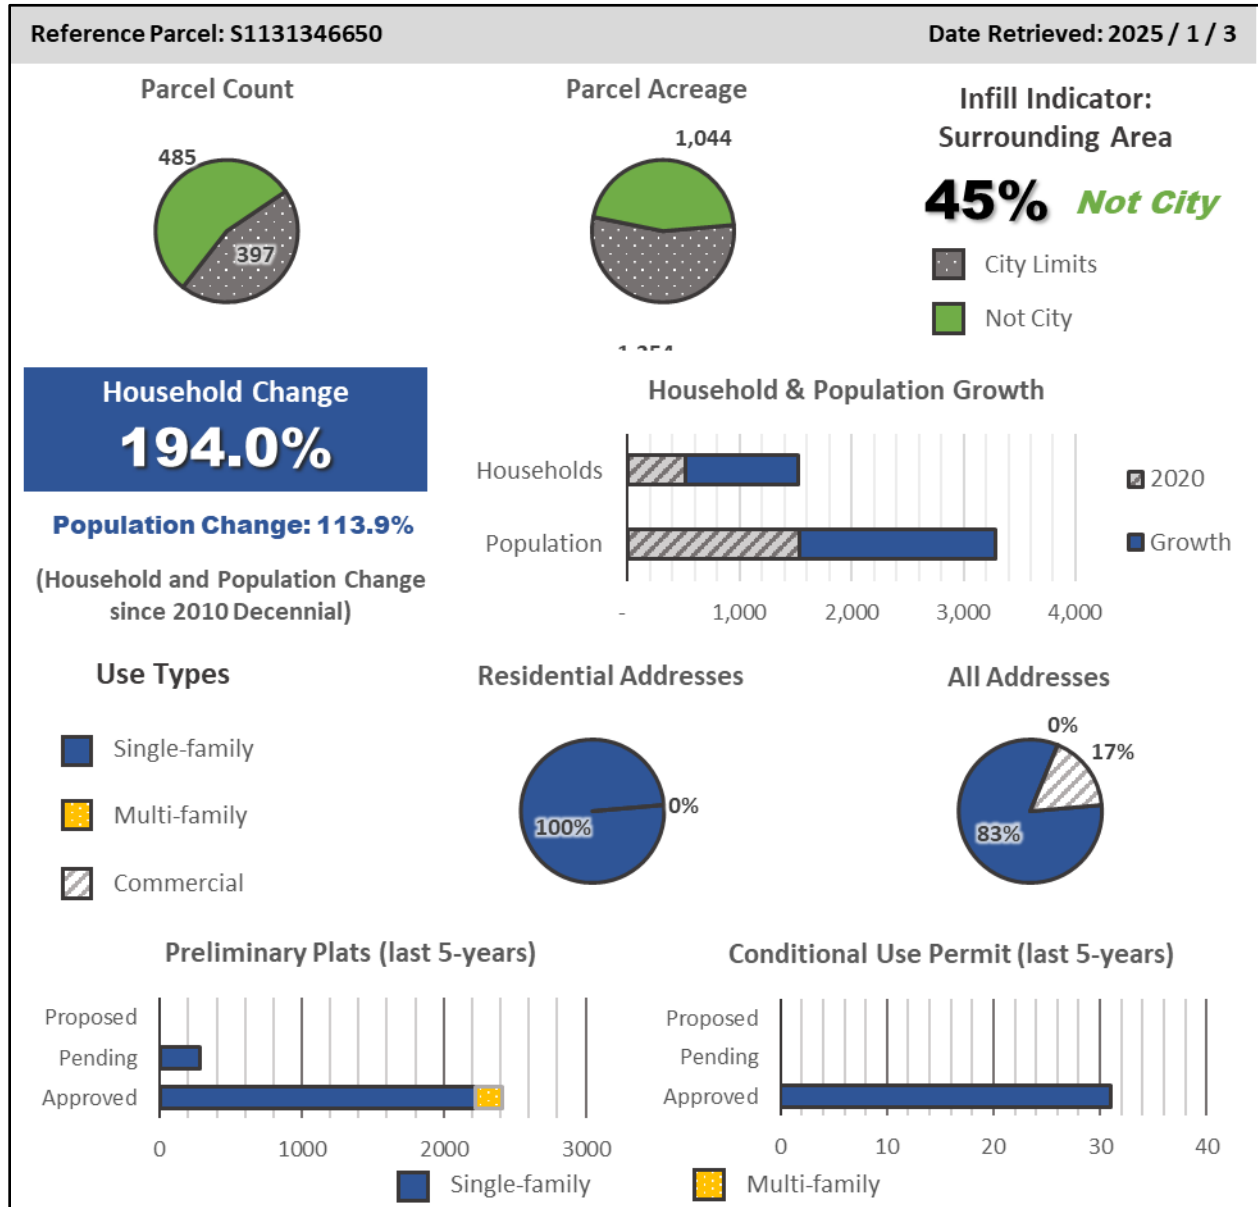 Reference Parcel: S1131346650
Date Retrieved: 2025 / 1 / 3
Parcel Count
485
397
Parcel Acreage
1,044
Infill Indicator:
Surrounding Area
45% Not City
City Limits
Not City
Household Change
194.0%
Population Change: 113.9%
(Household and Population Change
since 2010 Decennial)
Household & Population Growth
Households
Population
-
1,000
2,000
3,000
4,000
2020
Growth
Use Types
Single-family
Multi-family
Commercial
Residential Addresses
100%
0%
All Addresses
0%
17%
83%
Preliminary Plats (last 5-years)
Proposed
Pending
Approved
0
1000
2000
3000
Conditional Use Permit (last 5-years)
Proposed
Pending
Approved
0
10
20
30
40
Single-family
Multi-family